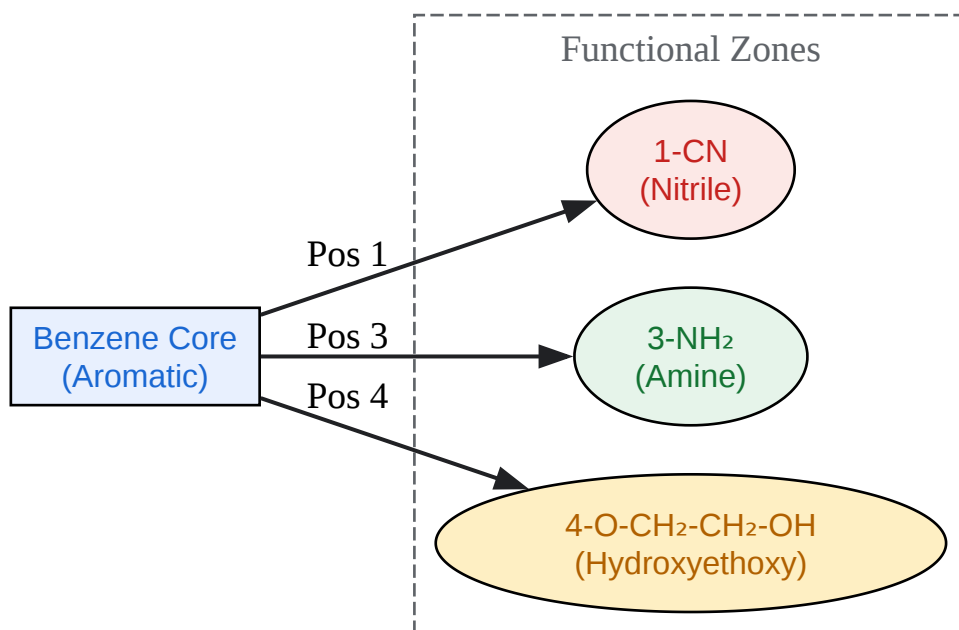 Functional Zones
1-CN
(Nitrile)
Pos 1
Benzene Core
(Aromatic)
Pos 3
3-NH₂
(Amine)
Pos 4
4-O-CH₂-CH₂-OH
(Hydroxyethoxy)